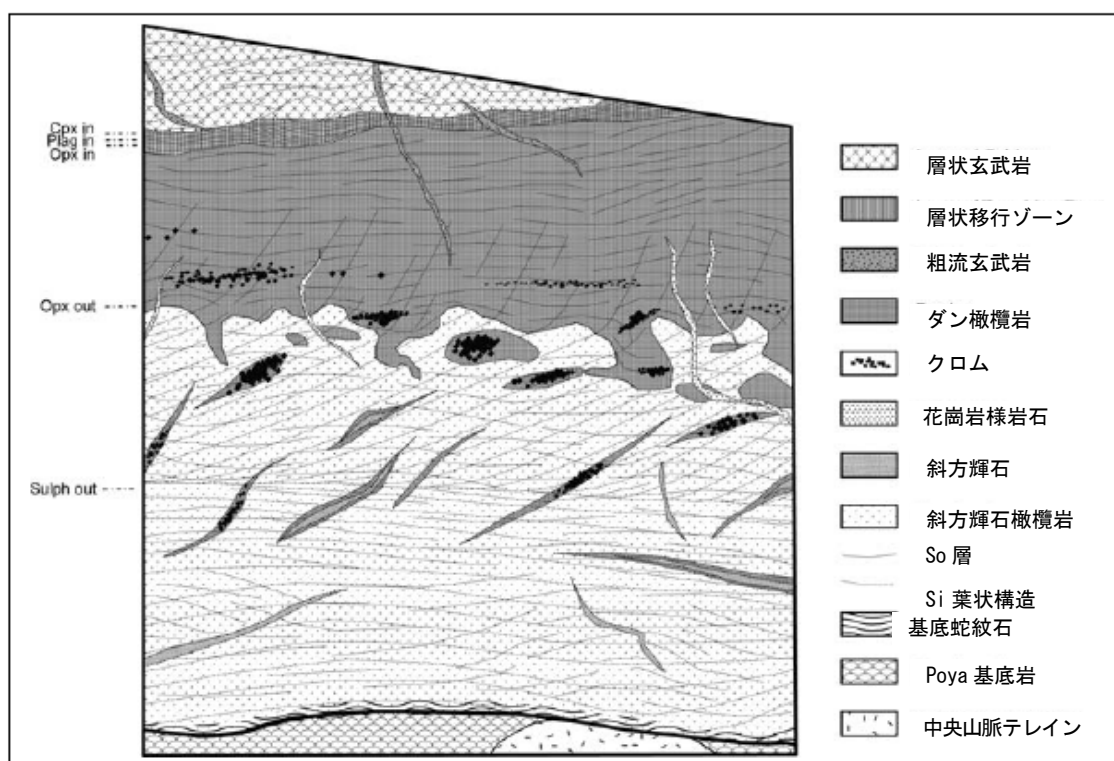 Cpx in
Plag in
Opx in
Opx out
Sulph out
層状玄武岩
層状移行ゾーン
粗流玄武岩
ダン橄欖岩
クロム
花崗岩様岩石
斜方輝石
斜方輝石橄欖岩
So 層
Si 葉状構造
基底蛇紋石
Poya 基底岩
中央山脈テレイン